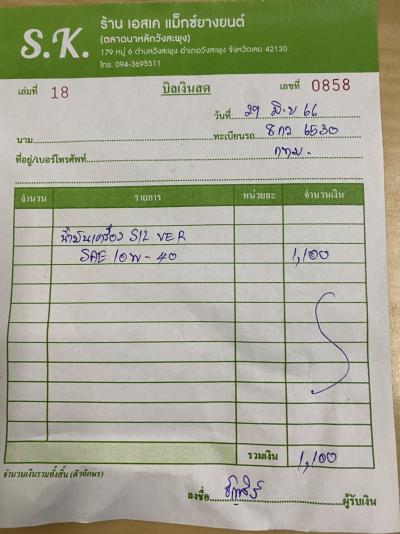 S.K.
ร้าน เอสเค แม็กซ์ยางยนต์
(ตลาดนาหลักวังสะพุง)
179 หมู่ 6 ตำบลวังสะพุง อำเภอวังสะพุง จังหวัดเลย 42130
โทร. 094-3695511
เล่มที่ 18 บิลเงินสด เลขที่ 0858
วันที่ 29 มิ.ย 66
นาม ทะเบียนรถ 8กว 6530
ที่อยู่/เบอร์โทรศัพท์ กทม.
จำนวน รายการ หน่วยละ จำนวนเงิน
น้ำมันเครื่อง SILVER
SAE 10W-40 1,100
รวมเงิน 1,100
จำนวนเงินรวมทั้งสิ้น (ตัวอักษร)
ลงชื่อ ผู้รับเงิน